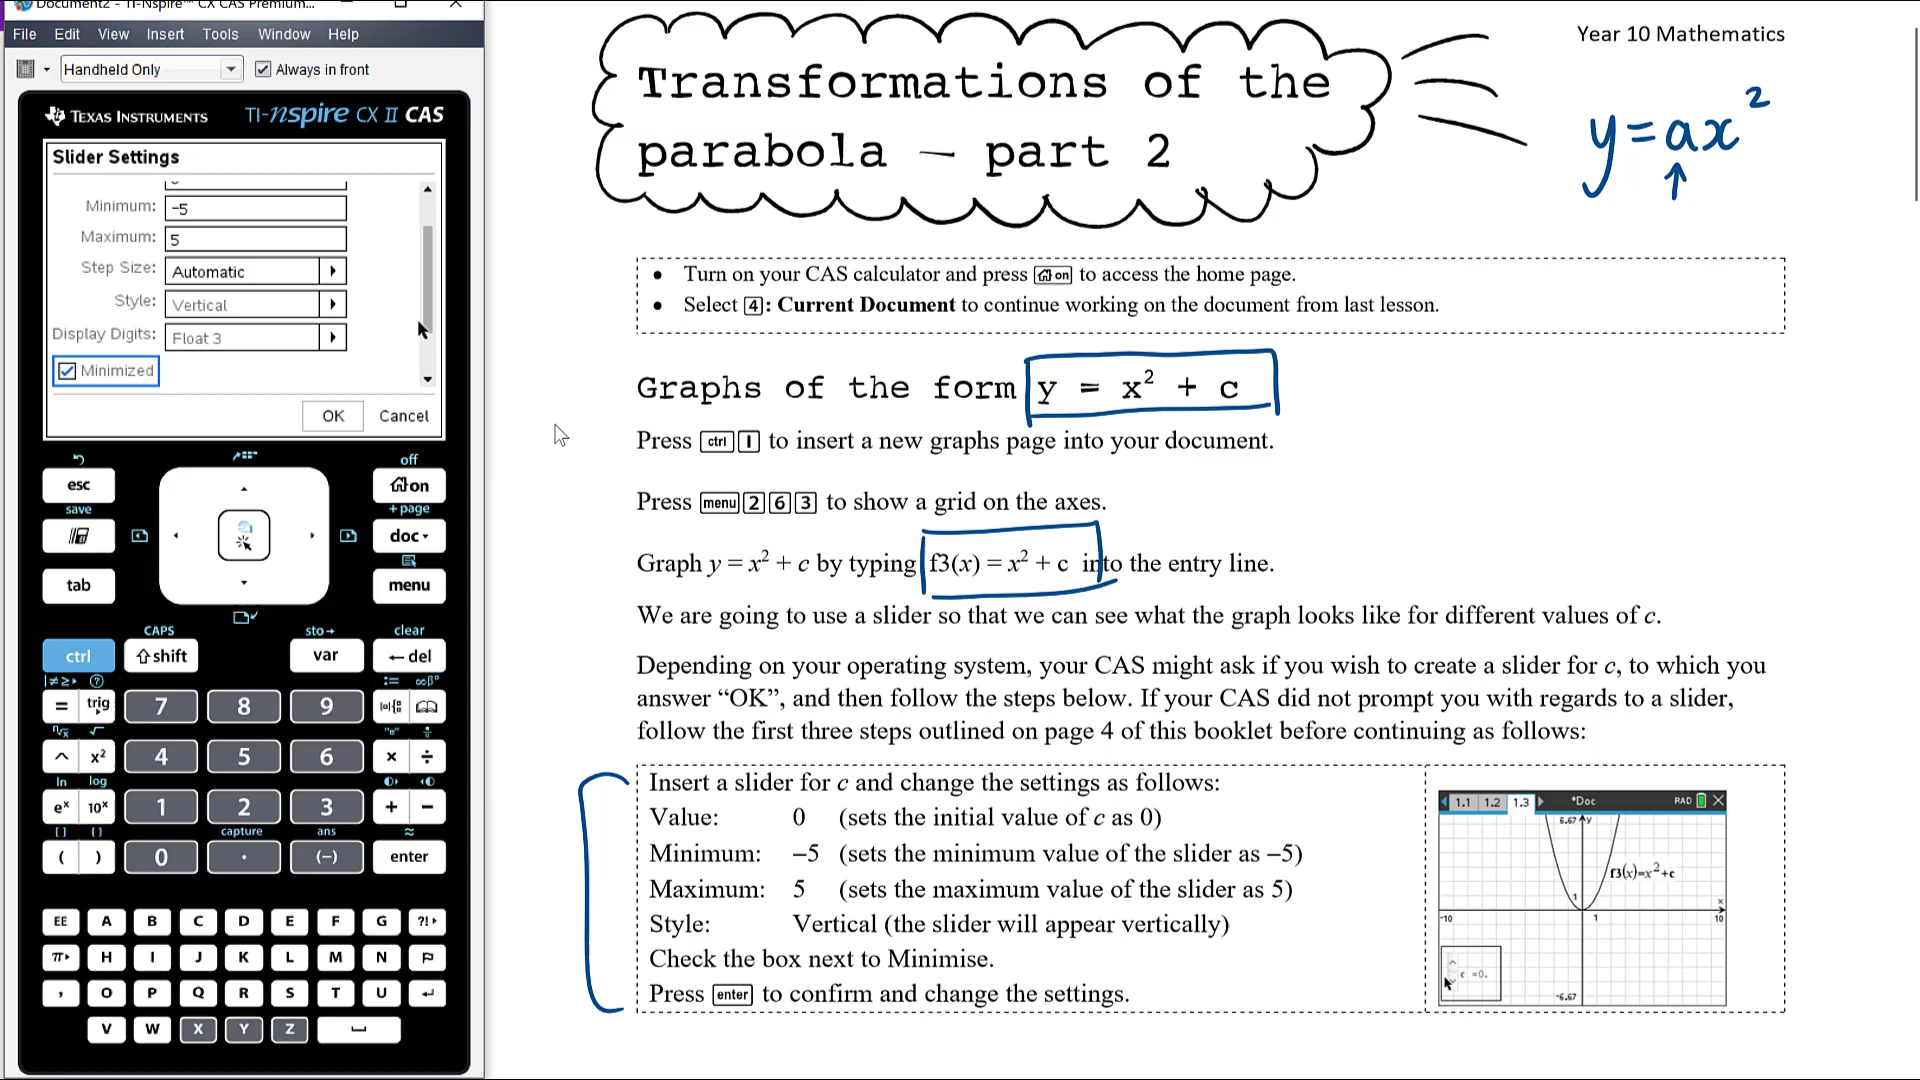 Document2 - TI-Nspire™ CX CAS Premium...
File Edit View Insert Tools Window Help
Handheld Only Always in front
TEXAS INSTRUMENTS TI-nspire CX II CAS
Slider Settings
Minimum: -5
Maximum: 5
Step Size: Automatic
Style: Vertical
Display Digits: Float 3
Minimized
OK Cancel
off
esc on
save + page
doc
tab menu
CAPS sto→ clear
ctrl ⇧shift var ←del
|≠≥▸ ? := ∞β°
= trig 7 8 9
ⁿ√x √ "□" ÷
^ x² 4 5 6 × ÷
ln log
eˣ 10ˣ 1 2 3 + −
[ ] { } capture ans ≈
( ) 0 . (−) enter
EE A B C D E F G ?!▸
π▸ H I J K L M N
, O P Q R S T U ↵
V W X Y Z
Year 10 Mathematics
Transformations of the
parabola – part 2
y = ax²
↑
• Turn on your CAS calculator and press on to access the home page.
• Select 4: Current Document to continue working on the document from last lesson.
Graphs of the form y = x² + c
Press ctrl I to insert a new graphs page into your document.
Press menu 2 6 3 to show a grid on the axes.
Graph y = x² + c by typing f3(x) = x² + c into the entry line.
We are going to use a slider so that we can see what the graph looks like for different values of c.
Depending on your operating system, your CAS might ask if you wish to create a slider for c, to which you
answer “OK”, and then follow the steps below. If your CAS did not prompt you with regards to a slider,
follow the first three steps outlined on page 4 of this booklet before continuing as follows:
Insert a slider for c and change the settings as follows:
Value: 0 (sets the initial value of c as 0)
Minimum: –5 (sets the minimum value of the slider as –5)
Maximum: 5 (sets the maximum value of the slider as 5)
Style: Vertical (the slider will appear vertically)
Check the box next to Minimise.
Press enter to confirm and change the settings.
1.1 1.2 1.3 *Doc RAD
6.67 y
f3(x)=x²+c
1
x
-10 1 10
c =0.
-6.67